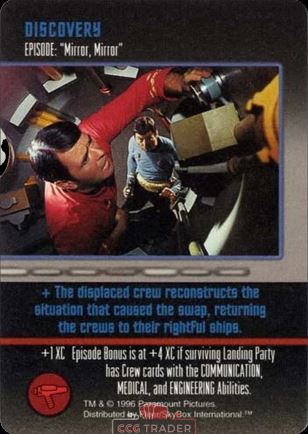 DISCOVERY
EPISODE: "Mirror, Mirror"
+ The displaced crew reconstructs the
situation that caused the swap, returning
the crews to their rightful ships.
+1 XC Episode Bonus is at +4 XC if surviving Landing Party
has Crew cards with the COMMUNICATION,
MEDICAL, and ENGINEERING Abilities.
TM & © 1996 Paramount Pictures.
Distributed by Fleer/SkyBox International.™
CCG TRADER